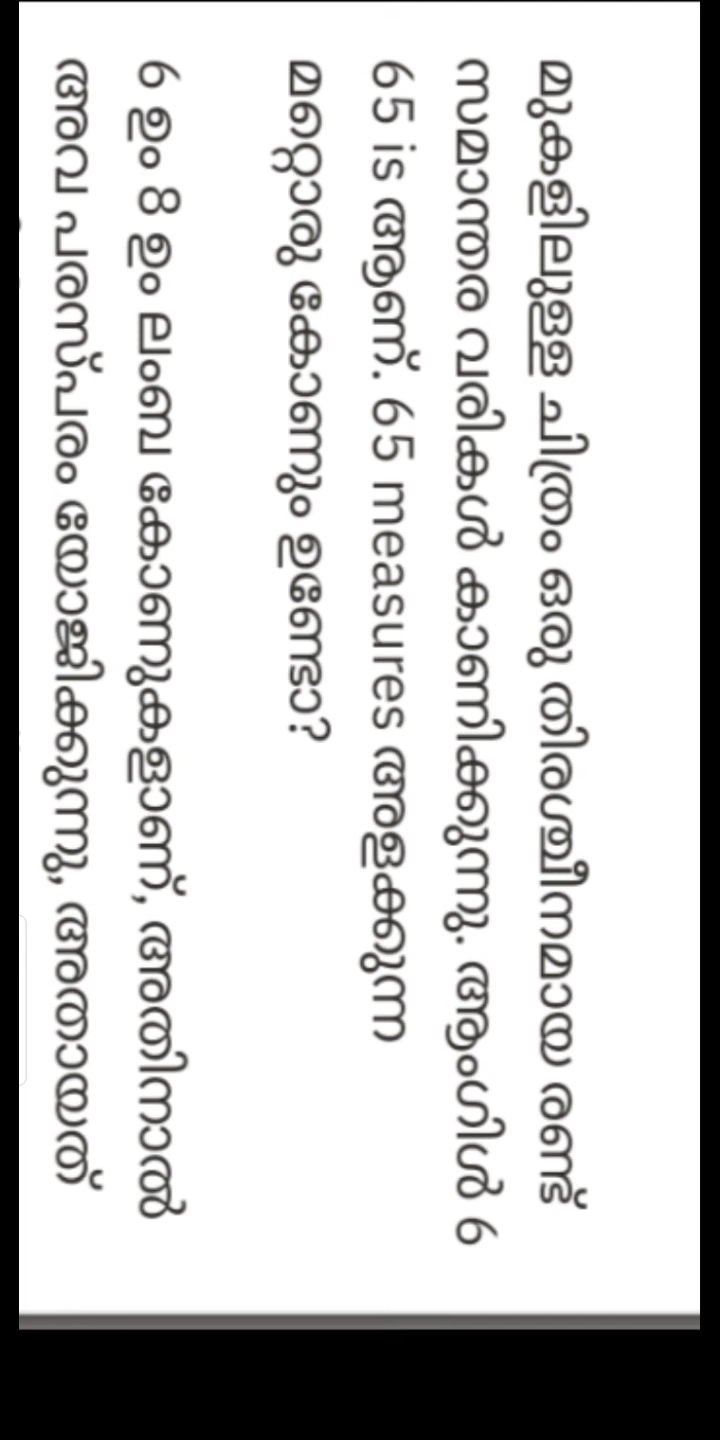 മുകളിലുള്ള ചിത്രം ഒരു തിരശ്ചീനമായ രണ്ട്
സമാന്തര വരികൾ കാണിക്കുന്നു. ആംഗിൾ 6
65 is ആണ്. 65 measures അളക്കുന്ന
മറ്റൊരു കോണും ഉണ്ടോ?
6 ഉം 8 ഉം ലംബ കോണുകളാണ്, അതിനാൽ
അവ പരസ്പരം യോജിക്കുന്നു, അതായത്